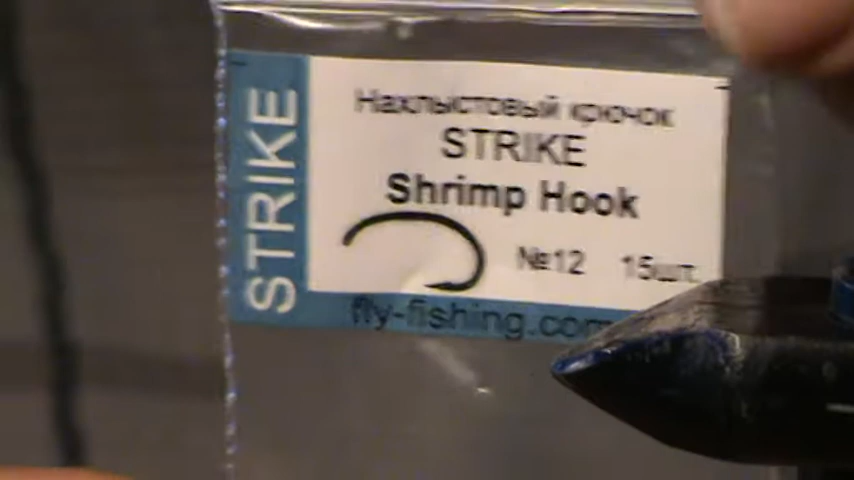 STRIKE
Нахлыстовый крючок
STRIKE
Shrimp Hook
№12 15шт.
fly-fishing.com